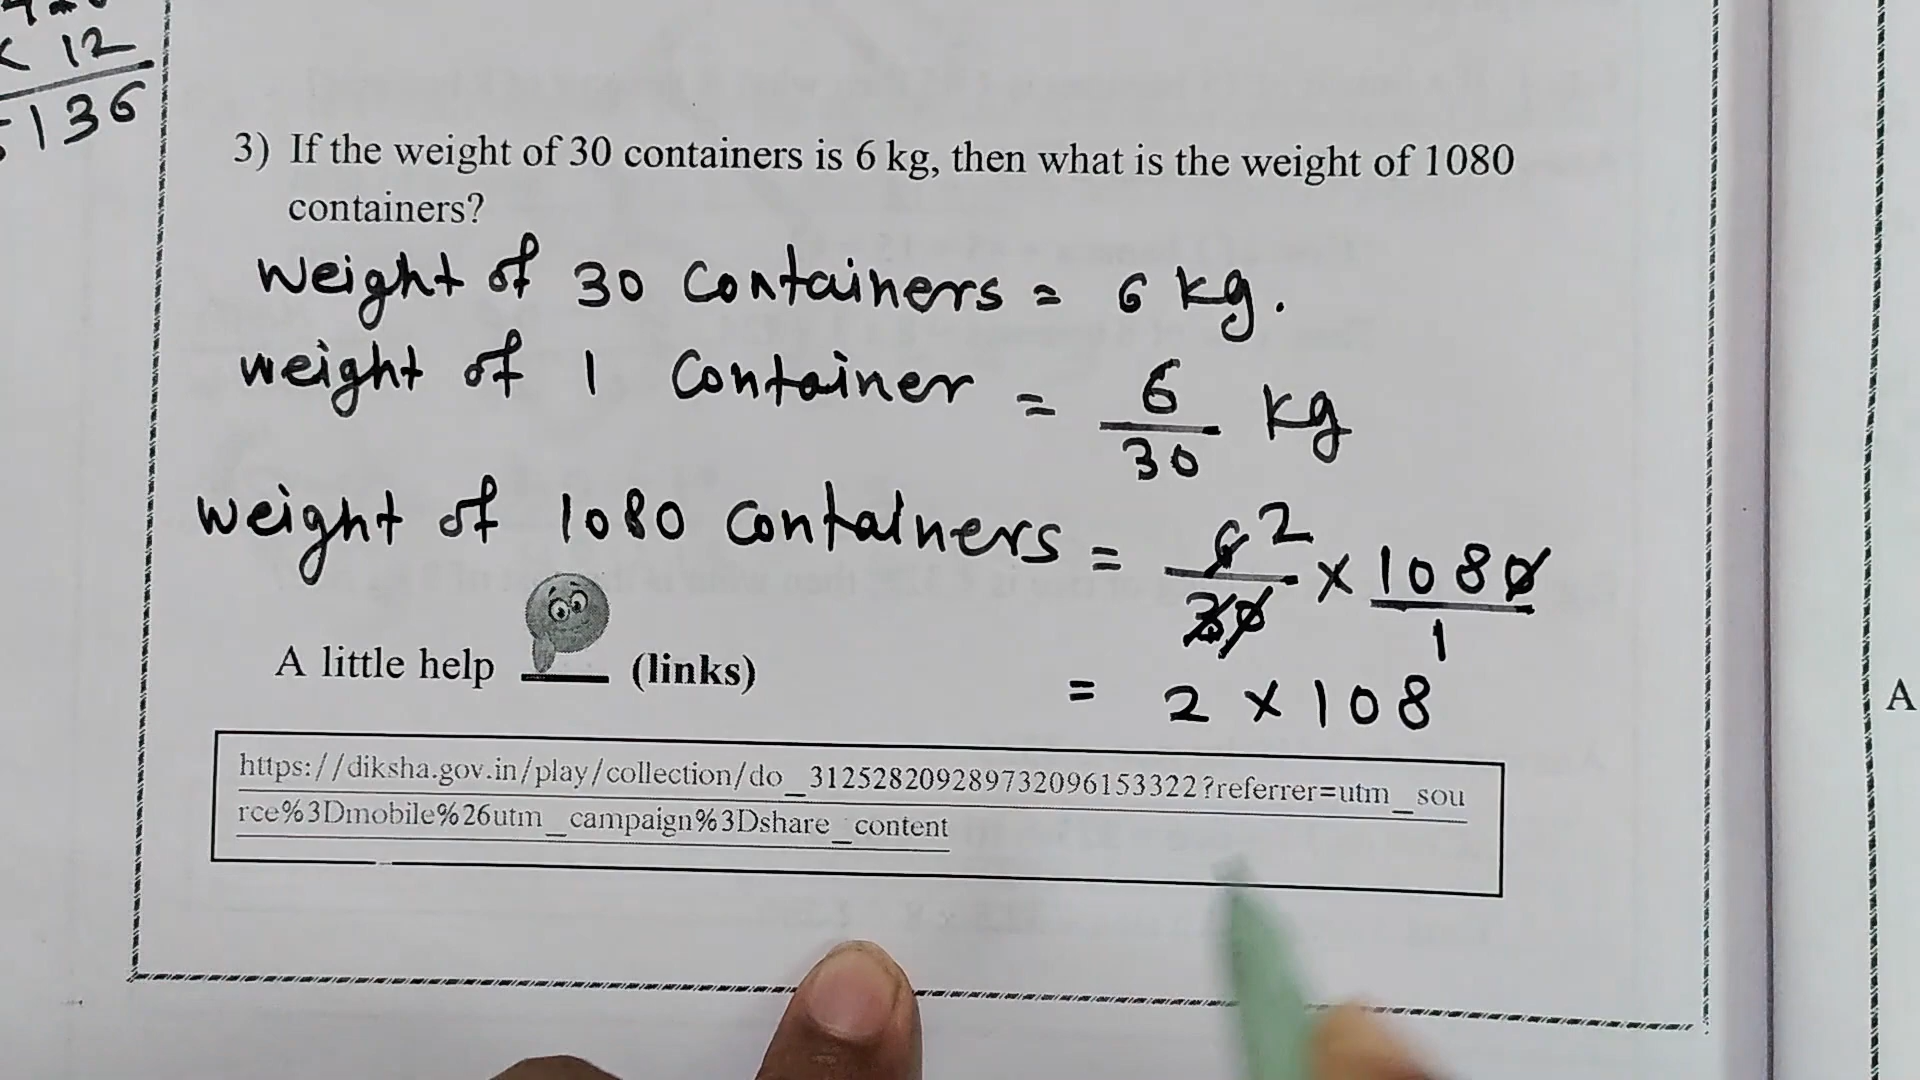 × 12
5136
3) If the weight of 30 containers is 6 kg, then what is the weight of 1080
containers?
Weight of 30 Containers = 6 kg.
weight of 1 Container = 6/30 kg
weight of 1080 Containers = 6/30 2 × 1080/1
= 2 × 108
A little help (links)
https://diksha.gov.in/play/collection/do_312528209289732096153322?referrer=utm_sou
rce%3Dmobile%26utm_campaign%3Dshare_content
A